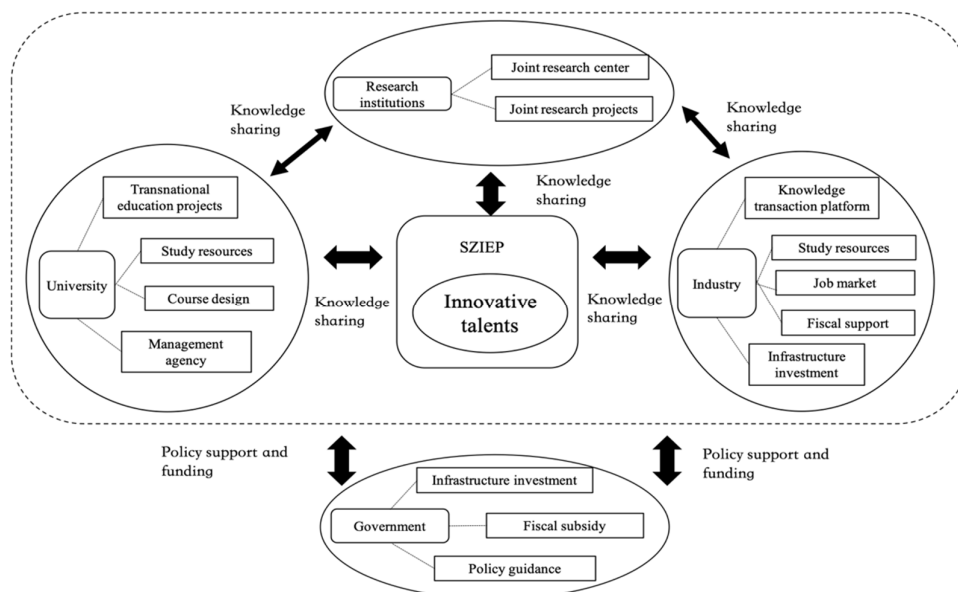 Research
institutions
Joint research center
Joint research projects
Knowledge
sharing
Knowledge
sharing
Transnational
education projects
University
Study resources
Course design
Management
agency
Knowledge
sharing
Knowledge
sharing
SZIEP
Innovative
talents
Knowledge
sharing
Knowledge
transaction platform
Industry
Study resources
Job market
Fiscal support
Infrastructure
investment
Policy support and
funding
Policy support and
funding
Infrastructure investment
Government
Fiscal subsidy
Policy guidance